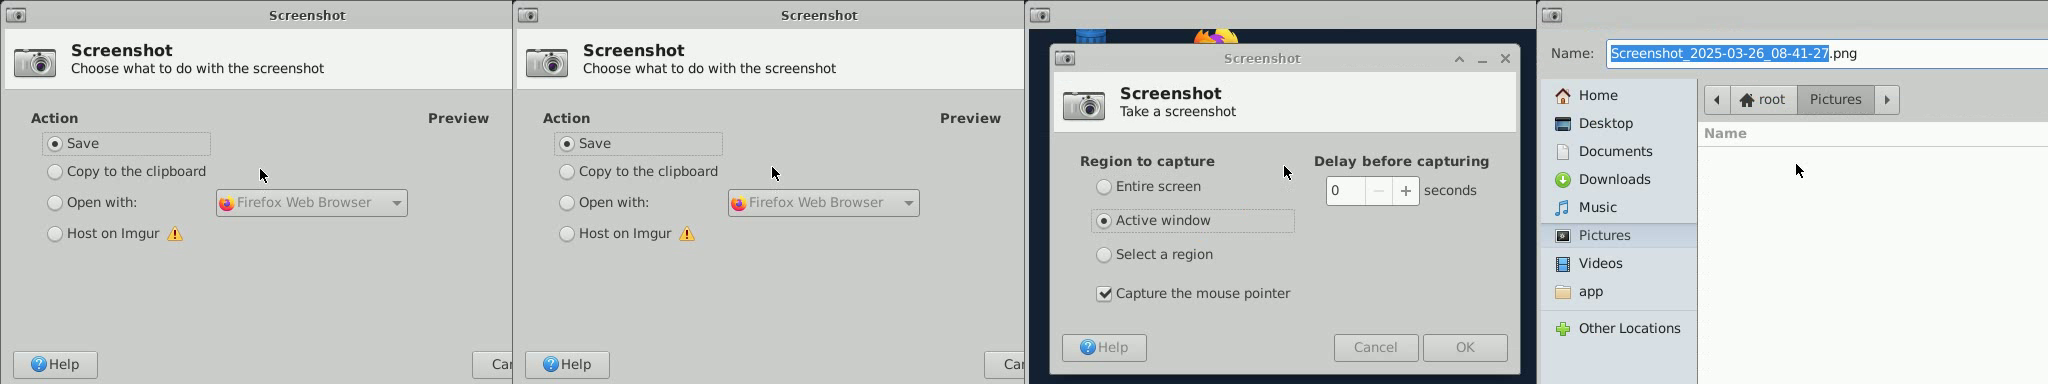 Screenshot
Screenshot
Choose what to do with the screenshot
Action
Preview
Save
Copy to the clipboard
Open with:
Firefox Web Browser
Host on Imgur
Help
Screenshot
Screenshot
Choose what to do with the screenshot
Action
Preview
Save
Copy to the clipboard
Open with:
Firefox Web Browser
Host on Imgur
Help
Screenshot
Screenshot
Take a screenshot
Region to capture
Delay before capturing
Entire screen
0 seconds
Active window
Select a region
Capture the mouse pointer
Help
Cancel
OK
Name: Screenshot_2025-03-26_08-41-27.png
Home
Desktop
Documents
Downloads
Music
Pictures
Videos
app
Other Locations
root
Pictures
Name